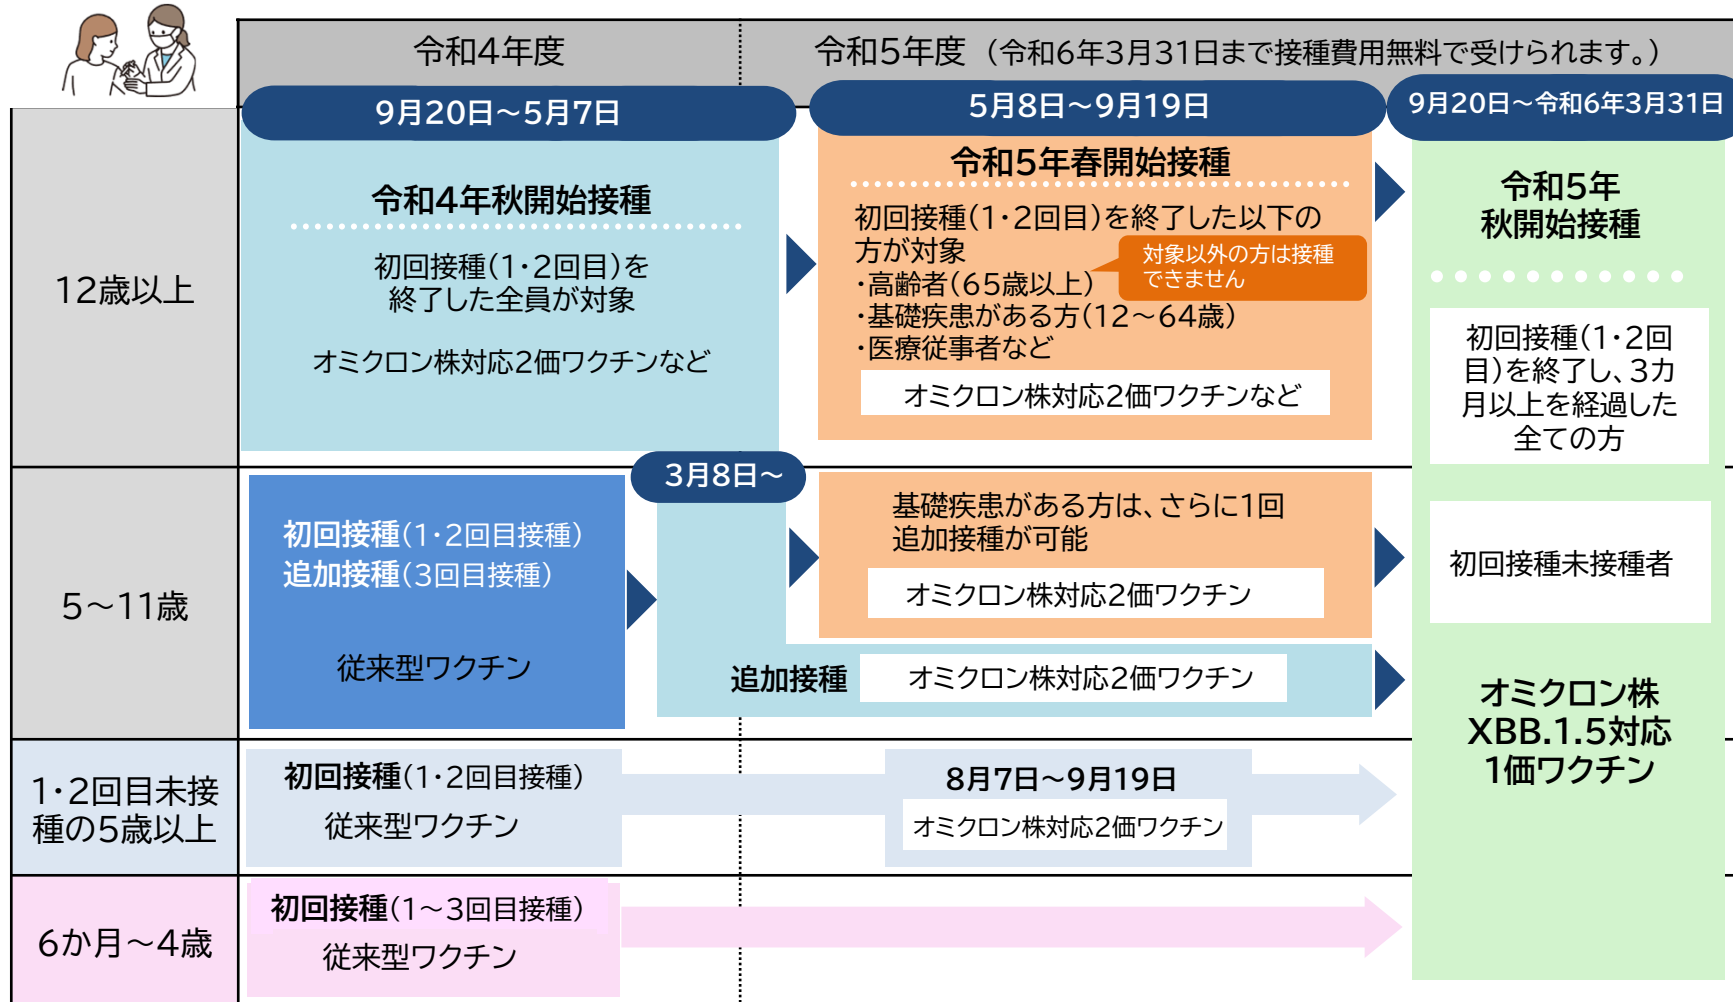 令和4年度
令和5年度 (令和6年3月31日まで接種費用無料で受けられます。)
9月20日～5月7日
5月8日～9月19日
9月20日～令和6年3月31日
12歳以上
令和4年秋開始接種
初回接種(1・2回目)を
終了した全員が対象
オミクロン株対応2価ワクチンなど
令和5年春開始接種
初回接種(1・2回目)を終了した以下の
方が対象
・高齢者(65歳以上)
・基礎疾患がある方(12～64歳)
・医療従事者など
対象以外の方は接種
できません
オミクロン株対応2価ワクチンなど
令和5年
秋開始接種
初回接種(1・2回
目)を終了し、3カ
月以上を経過した
全ての方
初回接種未接種者
オミクロン株
XBB.1.5対応
1価ワクチン
5～11歳
初回接種(1・2回目接種)
追加接種(3回目接種)
従来型ワクチン
3月8日～
基礎疾患がある方は、さらに1回
追加接種が可能
オミクロン株対応2価ワクチン
追加接種
オミクロン株対応2価ワクチン
1・2回目未接
種の5歳以上
初回接種(1・2回目接種)
従来型ワクチン
8月7日～9月19日
オミクロン株対応2価ワクチン
6か月～4歳
初回接種(1～3回目接種)
従来型ワクチン